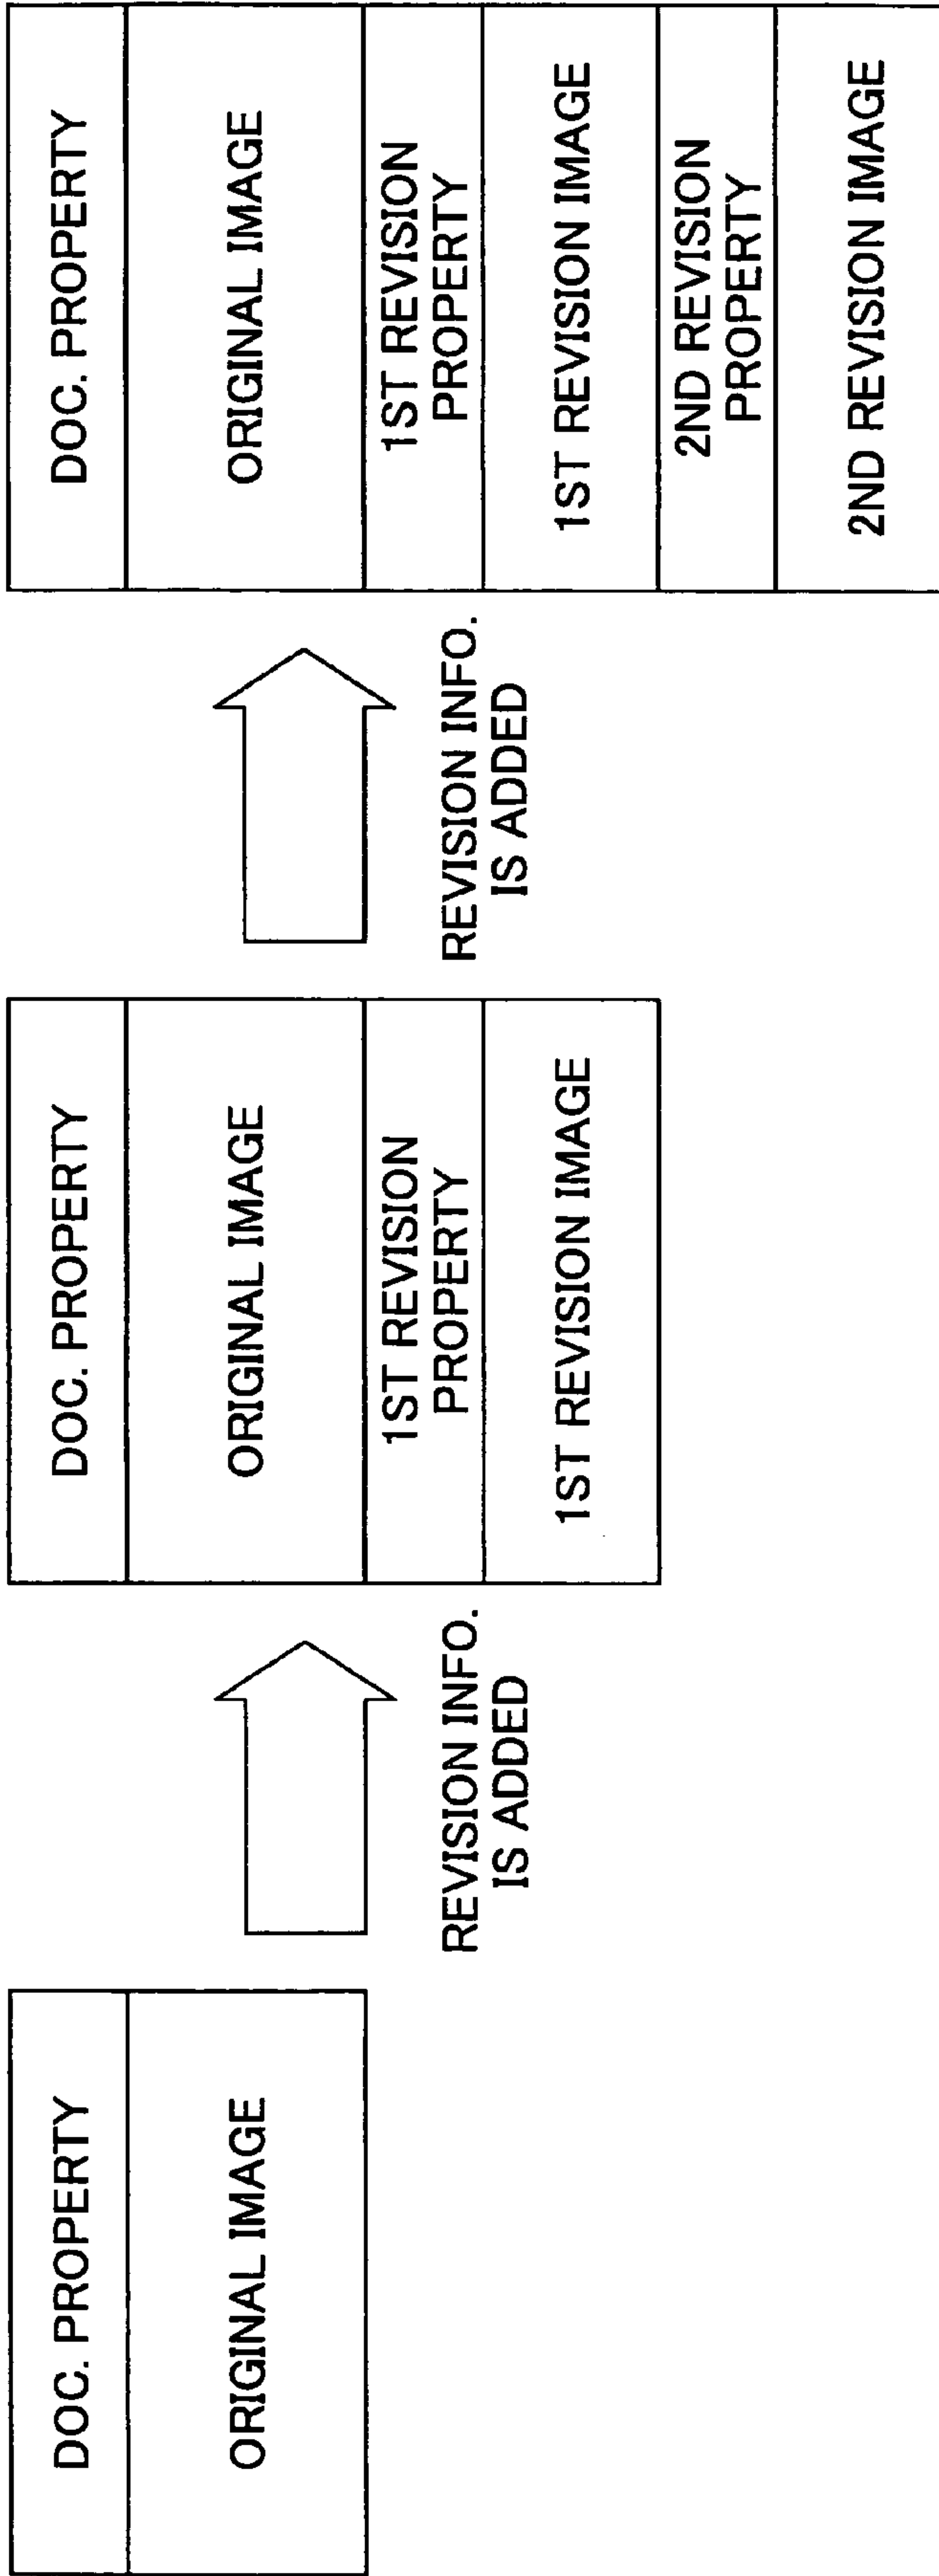 DOC. PROPERTY
ORIGINAL IMAGE
REVISION INFO.
IS ADDED
DOC. PROPERTY
ORIGINAL IMAGE
1ST REVISION
PROPERTY
1ST REVISION IMAGE
REVISION INFO.
IS ADDED
DOC. PROPERTY
ORIGINAL IMAGE
1ST REVISION
PROPERTY
1ST REVISION IMAGE
2ND REVISION
PROPERTY
2ND REVISION IMAGE